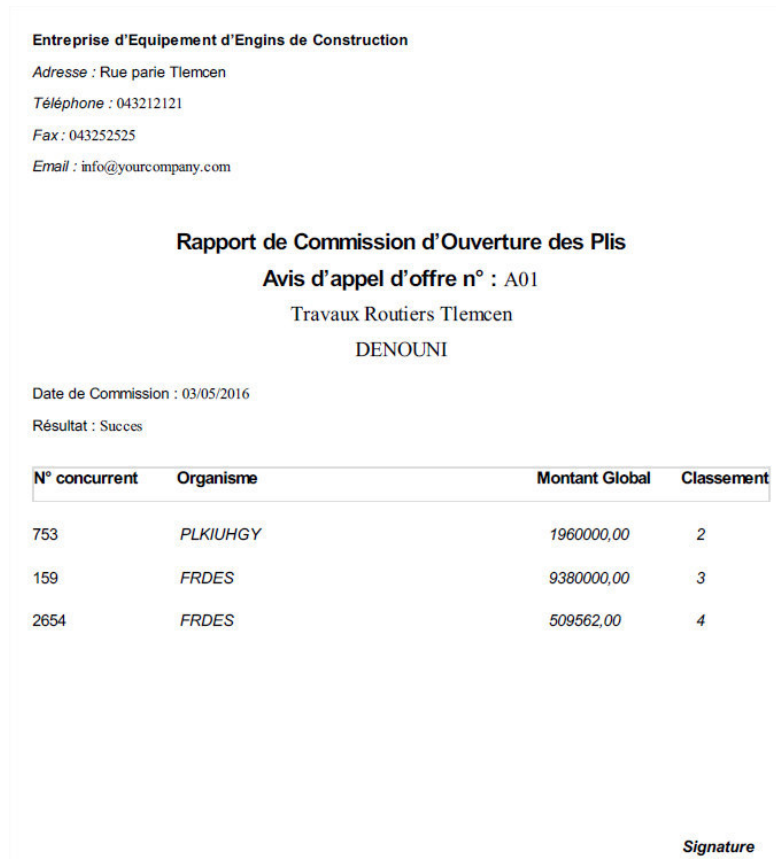 Entreprise d'Equipement d'Engins de Construction
Adresse : Rue parie Tlemcen
Téléphone : 043212121
Fax : 043252525
Email : info@yourcompany.com
Rapport de Commission d'Ouverture des Plis
Avis d'appel d'offre n° : A01
Travaux Routiers Tlemcen
DENOUNI
Date de Commission : 03/05/2016
Résultat : Succes
N° concurrent Organisme Montant Global Classement
753 PLKIUHGY 1960000,00 2
159 FRDES 9380000,00 3
2654 FRDES 509562,00 4
Signature